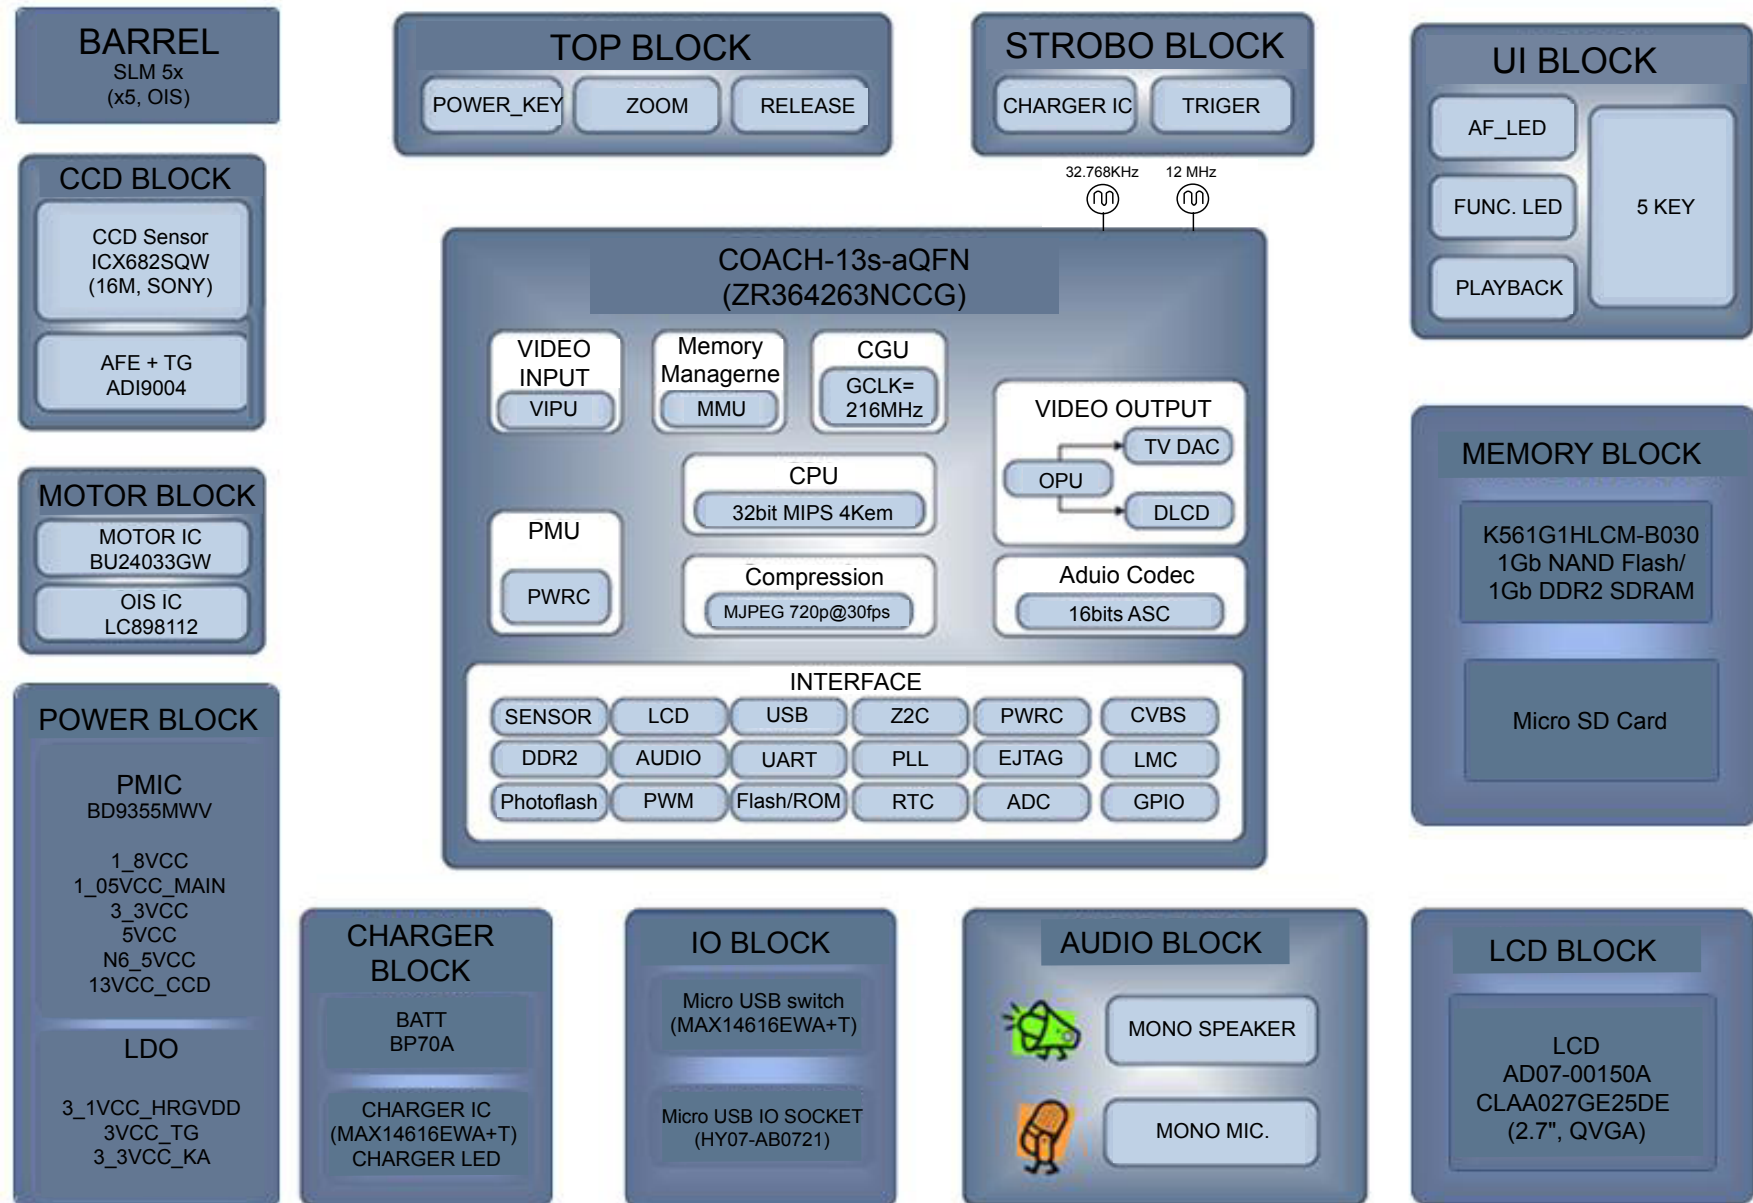 BARREL
SLM 5x
(x5, OIS)
TOP BLOCK
POWER_KEY
ZOOM
RELEASE
STROBO BLOCK
CHARGER IC
TRIGER
UI BLOCK
AF_LED
FUNC. LED
PLAYBACK
5 KEY
CCD BLOCK
CCD Sensor
ICX682SQW
(16M, SONY)
AFE + TG
ADI9004
32.768KHz
12 MHz
COACH-13s-aQFN
(ZR364263NCCG)
VIDEO
INPUT
VIPU
Memory
Managerne
MMU
CGU
GCLK=
216MHz
VIDEO OUTPUT
OPU
TV DAC
DLCD
CPU
32bit MIPS 4Kem
PMU
PWRC
Compression
MJPEG 720p@30fps
Aduio Codec
16bits ASC
INTERFACE
SENSOR
LCD
USB
Z2C
PWRC
CVBS
DDR2
AUDIO
UART
PLL
EJTAG
LMC
Photoflash
PWM
Flash/ROM
RTC
ADC
GPIO
MEMORY BLOCK
K561G1HLCM-B030
1Gb NAND Flash/
1Gb DDR2 SDRAM
Micro SD Card
MOTOR BLOCK
MOTOR IC
BU24033GW
OIS IC
LC898112
POWER BLOCK
PMIC
BD9355MWV
1_8VCC
1_05VCC_MAIN
3_3VCC
5VCC
N6_5VCC
13VCC_CCD
LDO
3_1VCC_HRGVDD
3VCC_TG
3_3VCC_KA
CHARGER
BLOCK
BATT
BP70A
CHARGER IC
(MAX14616EWA+T)
CHARGER LED
IO BLOCK
Micro USB switch
(MAX14616EWA+T)
Micro USB IO SOCKET
(HY07-AB0721)
AUDIO BLOCK
MONO SPEAKER
MONO MIC.
LCD BLOCK
LCD
AD07-00150A
CLAA027GE25DE
(2.7", QVGA)